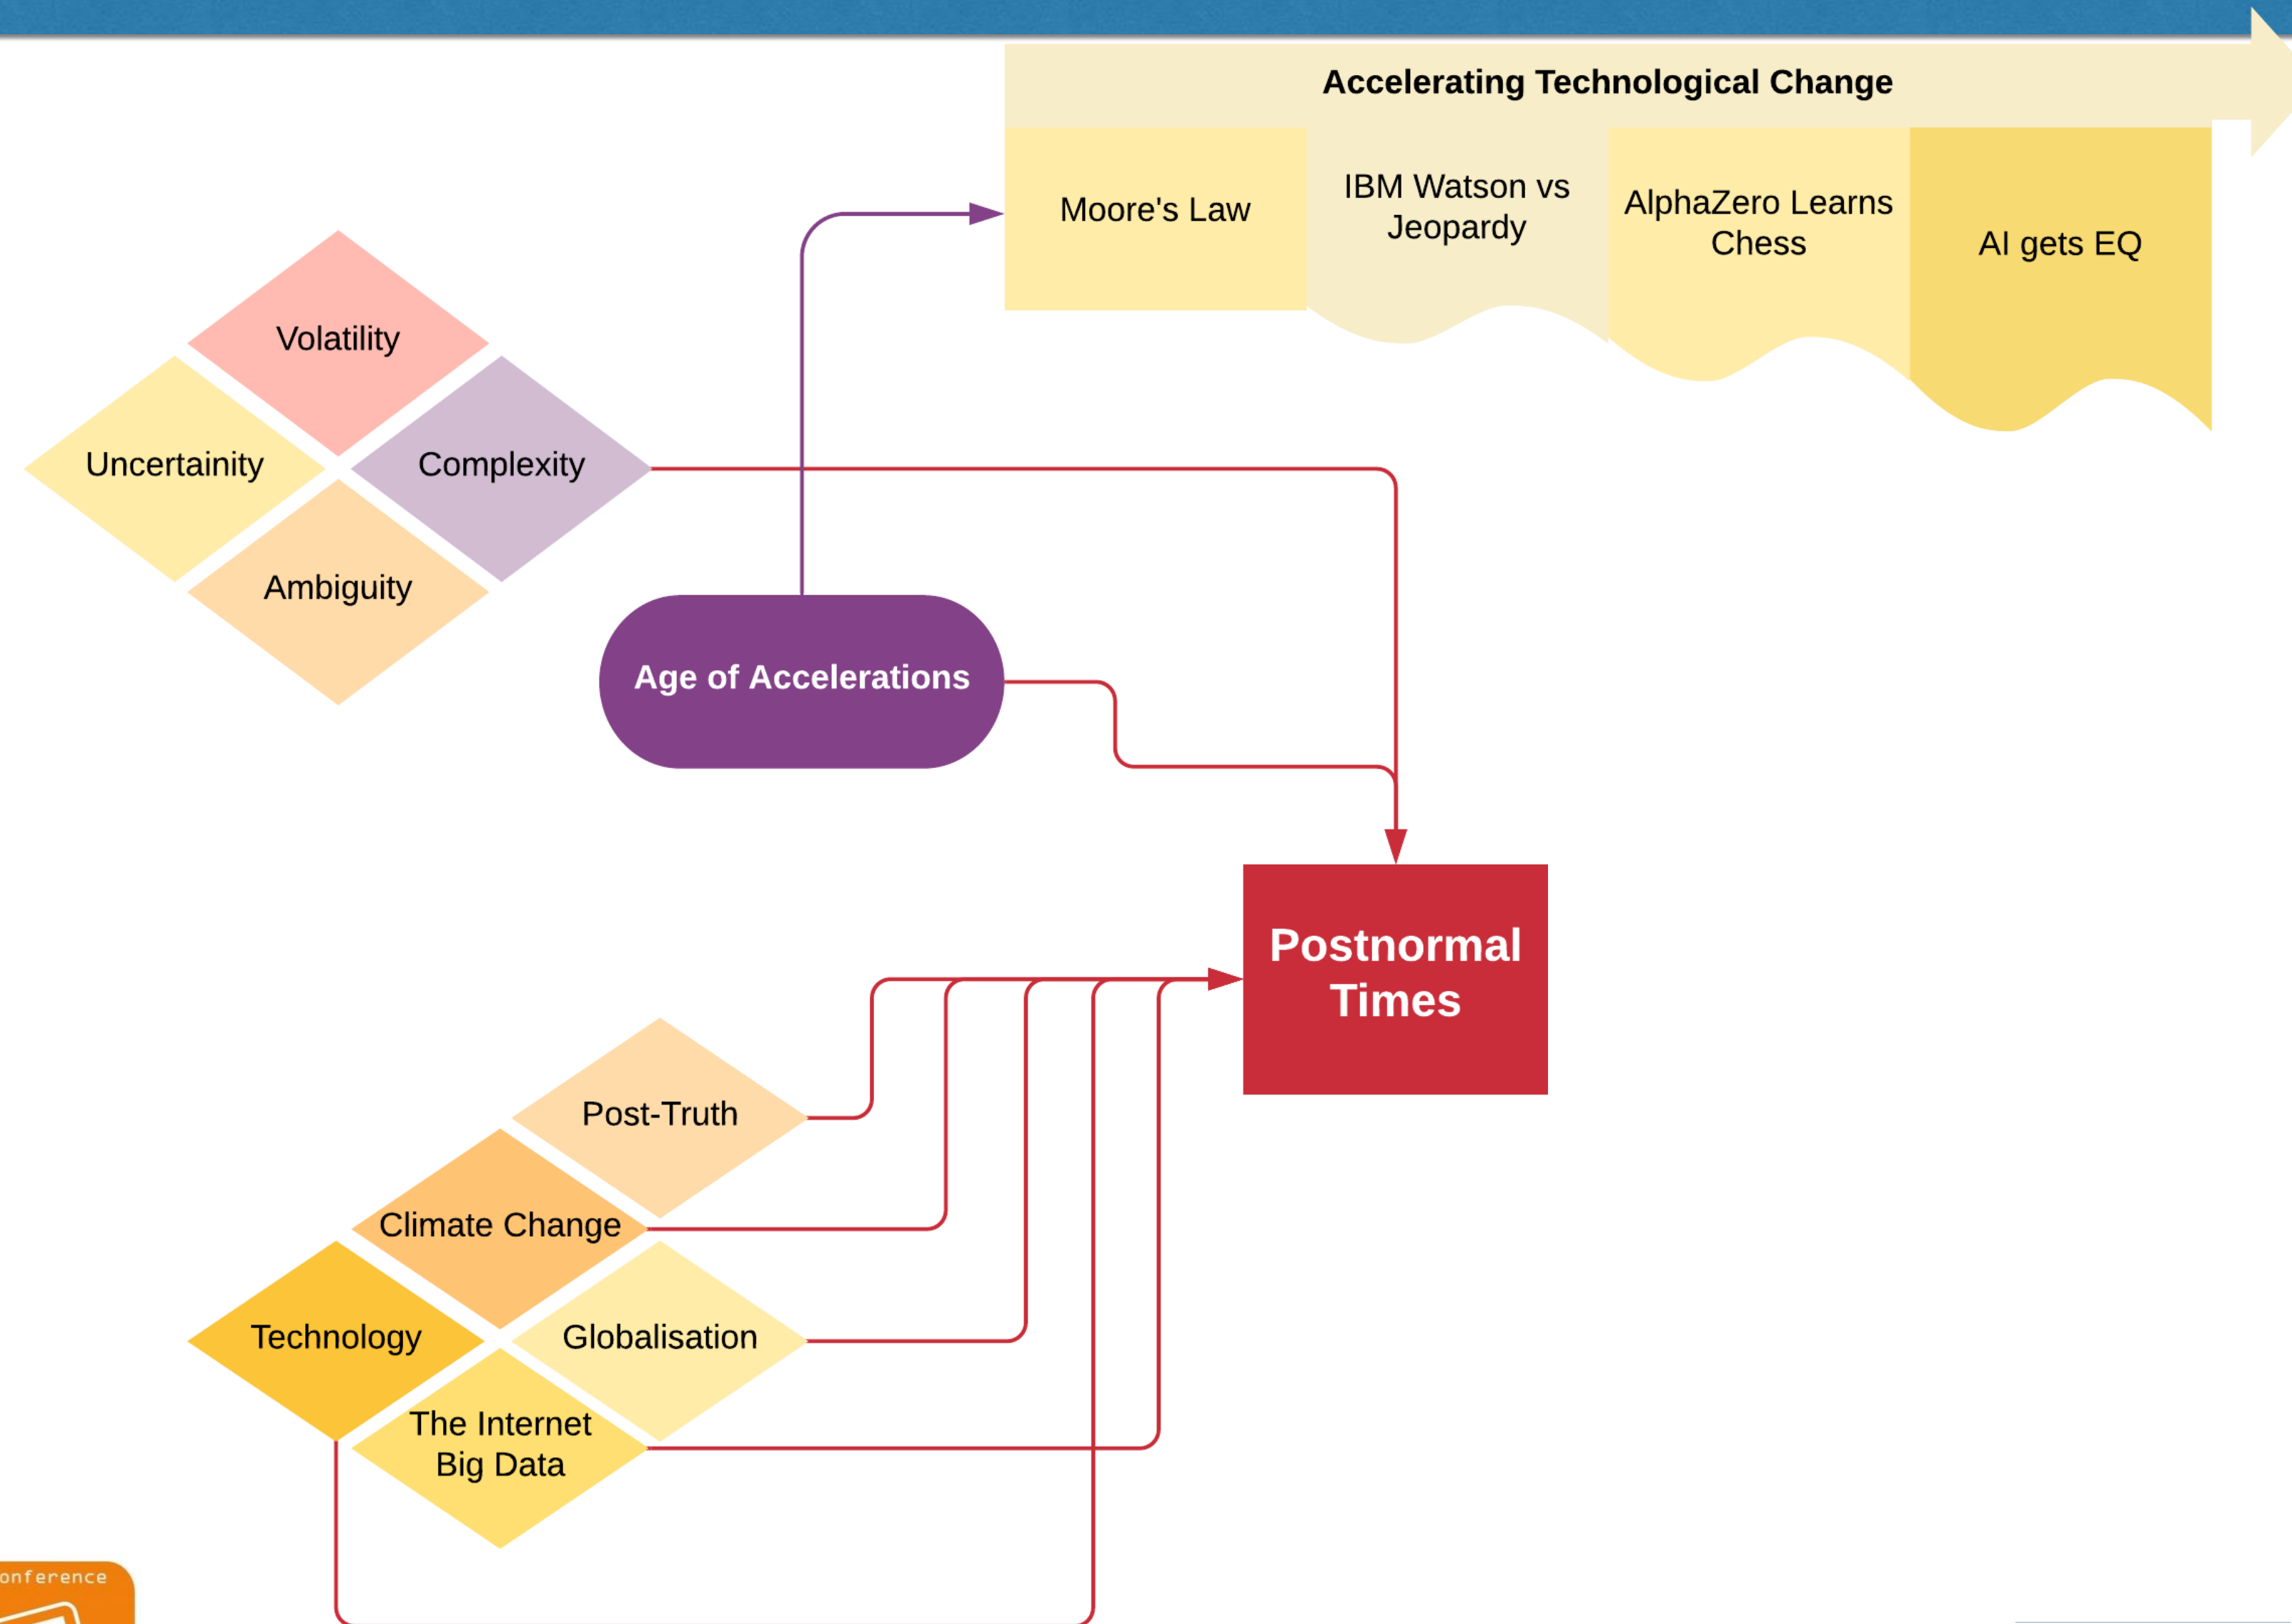 Accelerating Technological Change
Moore's Law
IBM Watson vs
Jeopardy
AlphaZero Learns
Chess
AI gets EQ
Volatility
Uncertainity
Complexity
Ambiguity
Age of Accelerations
Postnormal
Times
Post-Truth
Climate Change
Technology
Globalisation
The Internet
Big Data
onference